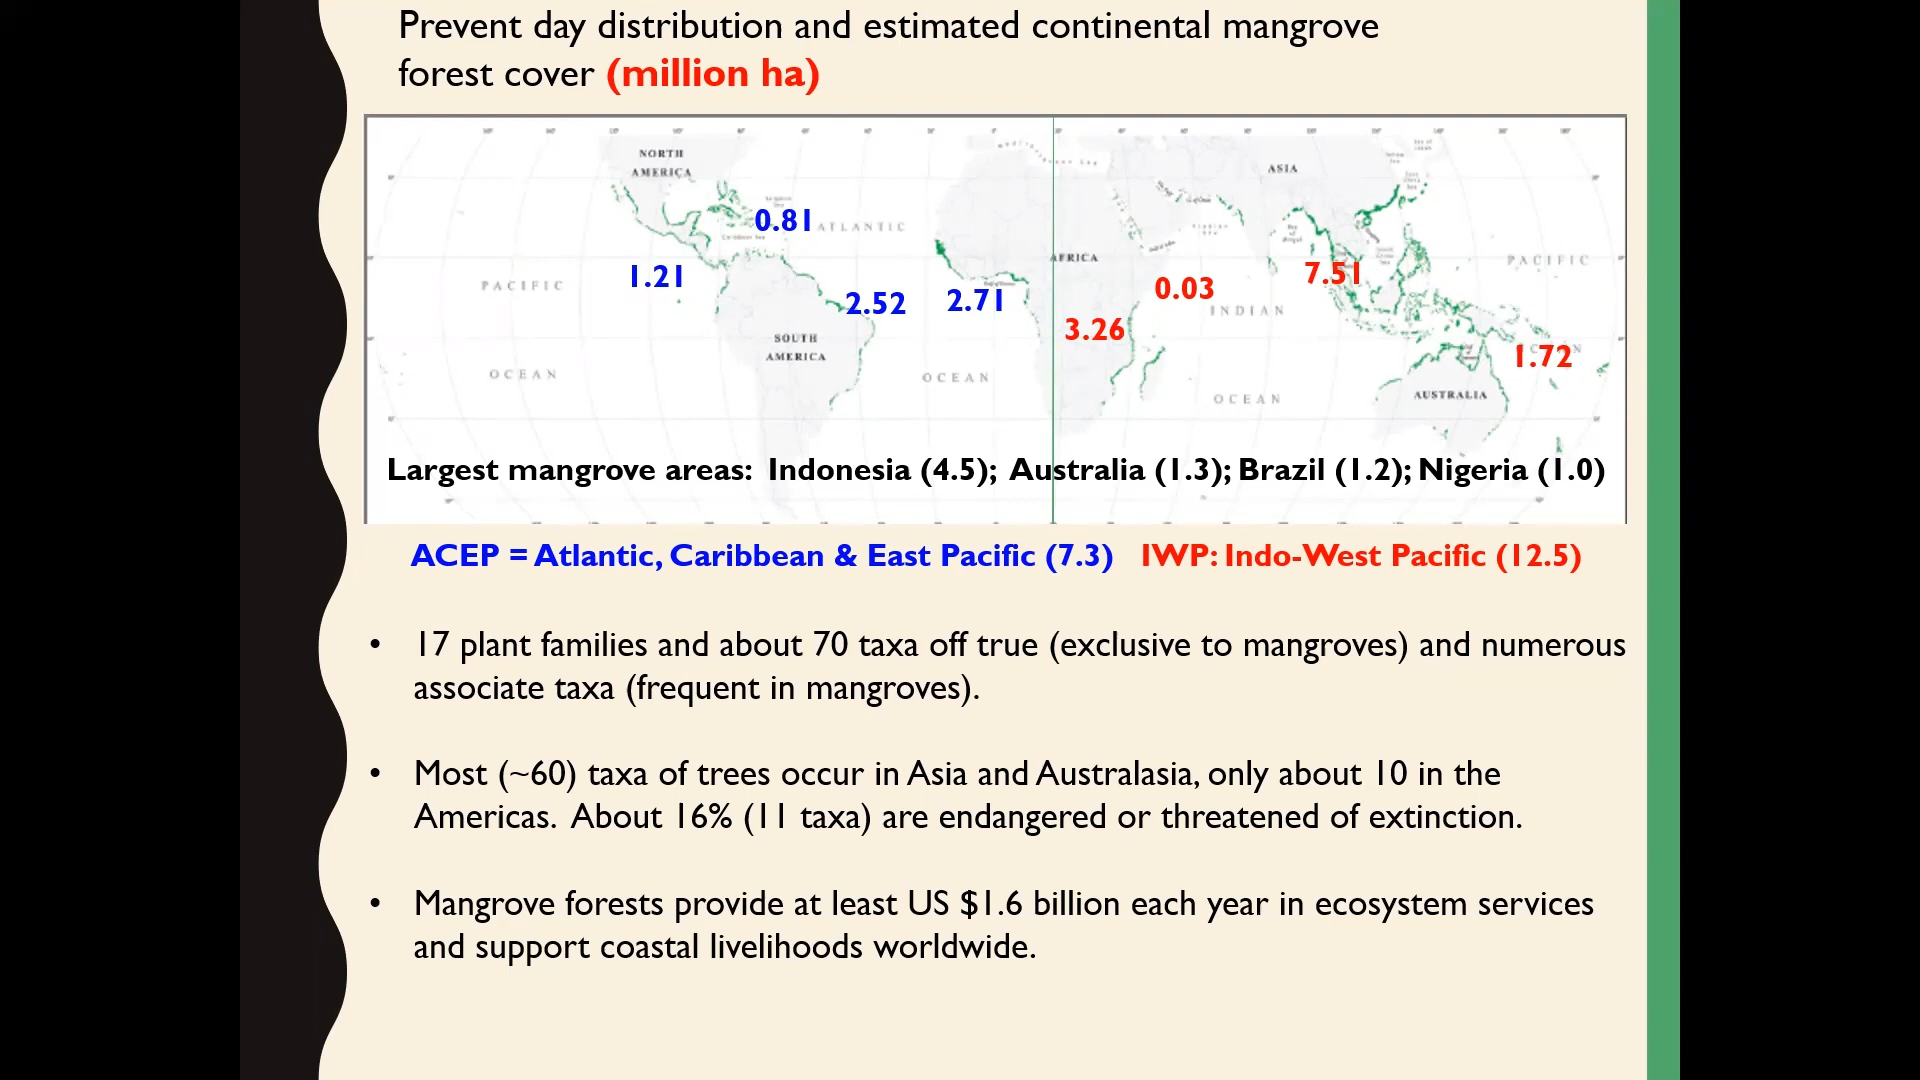 Prevent day distribution and estimated continental mangrove
forest cover (million ha)
NORTH
AMERICA
ASIA
0.81
ATLANTIC
AFRICA
PACIFIC
1.21
PACIFIC
7.51
0.03
2.52
2.71
INDIAN
3.26
SOUTH
AMERICA
1.72
OCEAN
OCEAN
OCEAN
AUSTRALIA
Largest mangrove areas: Indonesia (4.5); Australia (1.3); Brazil (1.2); Nigeria (1.0)
ACEP = Atlantic, Caribbean & East Pacific (7.3) IWP: Indo-West Pacific (12.5)
• 17 plant families and about 70 taxa off true (exclusive to mangroves) and numerous
associate taxa (frequent in mangroves).
• Most (~60) taxa of trees occur in Asia and Australasia, only about 10 in the
Americas. About 16% (11 taxa) are endangered or threatened of extinction.
• Mangrove forests provide at least US $1.6 billion each year in ecosystem services
and support coastal livelihoods worldwide.